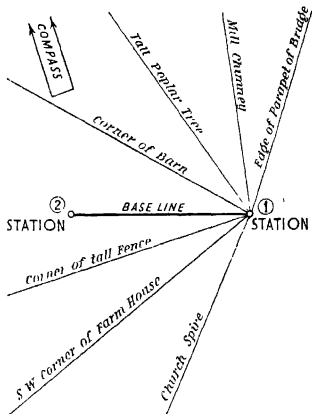 COMPASS
Tall Poplar Tree
Mill Chimney
Edge of Parapet of Bridge
Corner of Barn
②
STATION
BASE LINE
①
STATION
Corner of tall Fence
S.W Corner of Farm House
Church Spire